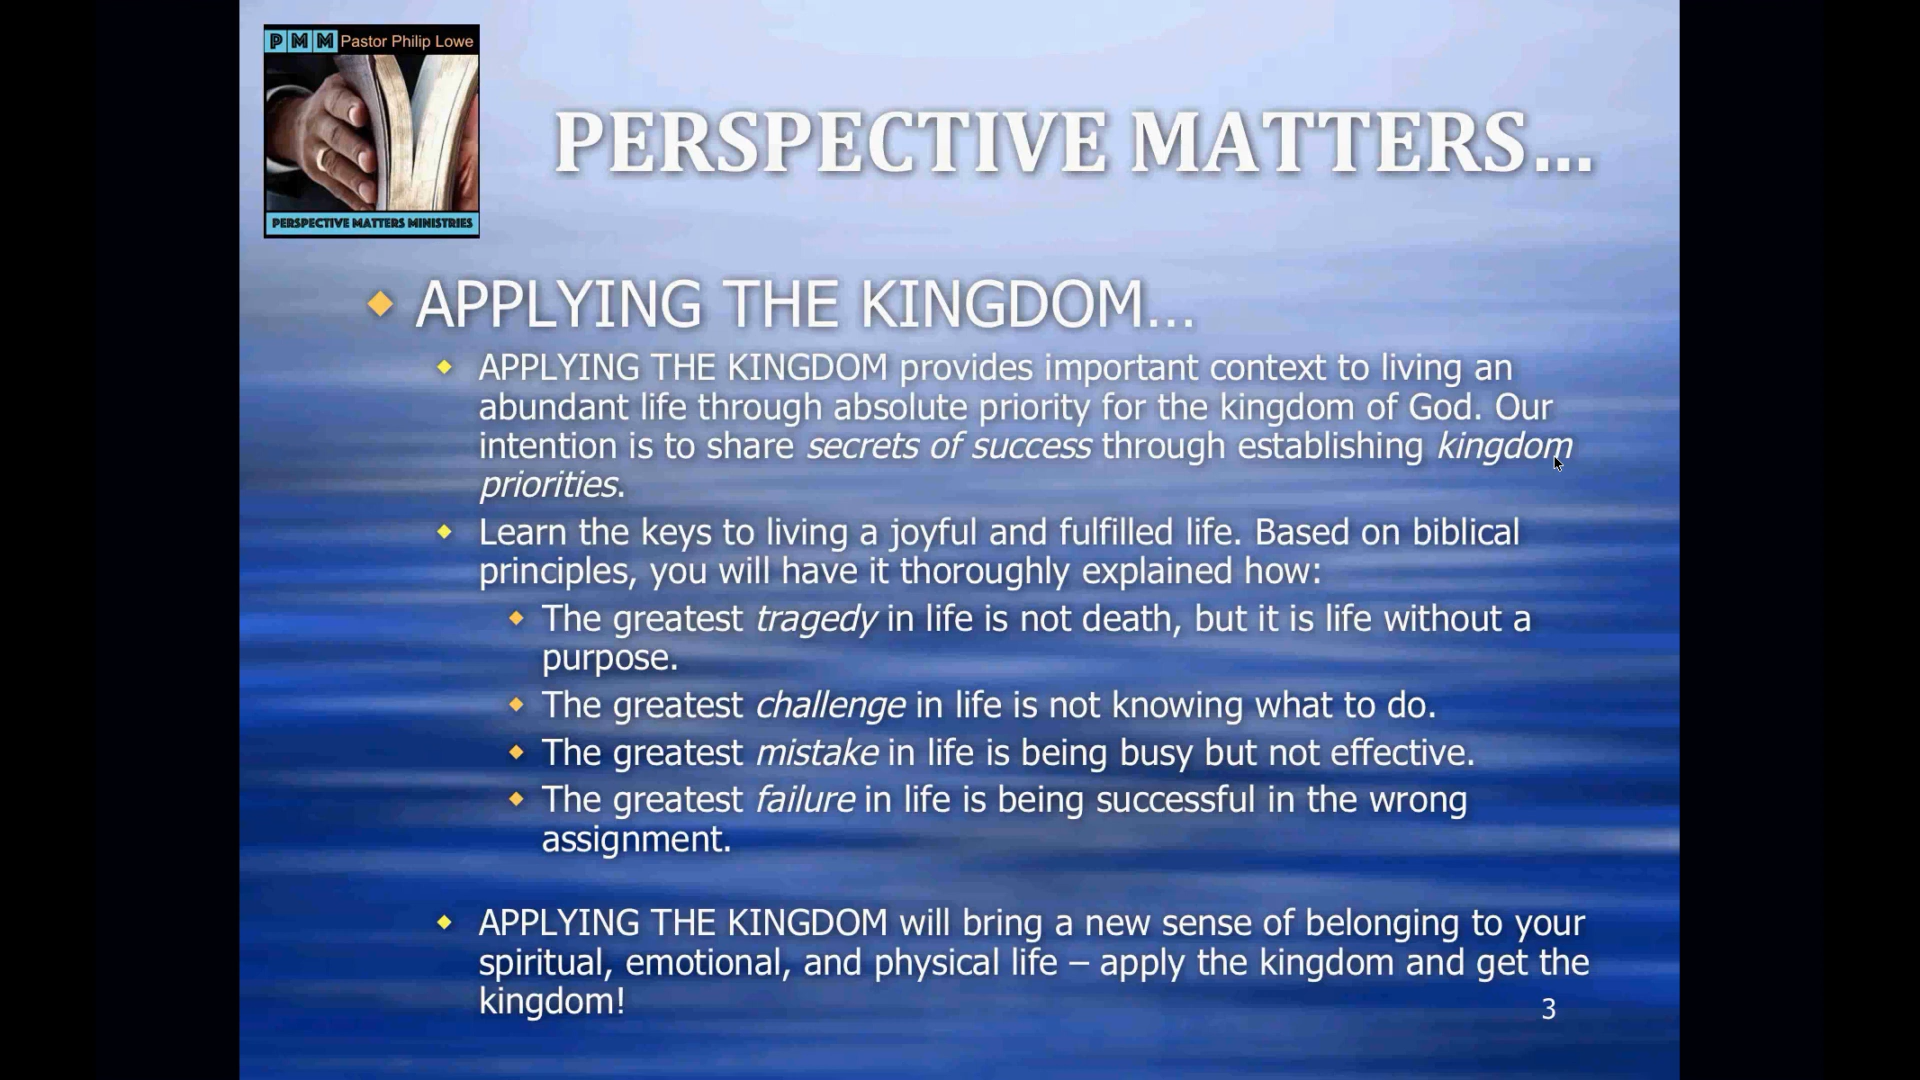 PMM Pastor Philip Lowe
PERSPECTIVE MATTERS MINISTRIES
PERSPECTIVE MATTERS...
APPLYING THE KINGDOM...
APPLYING THE KINGDOM provides important context to living an
abundant life through absolute priority for the kingdom of God. Our
intention is to share secrets of success through establishing kingdom
priorities.
Learn the keys to living a joyful and fulfilled life. Based on biblical
principles, you will have it thoroughly explained how:
The greatest tragedy in life is not death, but it is life without a
purpose.
The greatest challenge in life is not knowing what to do.
The greatest mistake in life is being busy but not effective.
The greatest failure in life is being successful in the wrong
assignment.
APPLYING THE KINGDOM will bring a new sense of belonging to your
spiritual, emotional, and physical life – apply the kingdom and get the
kingdom!
3